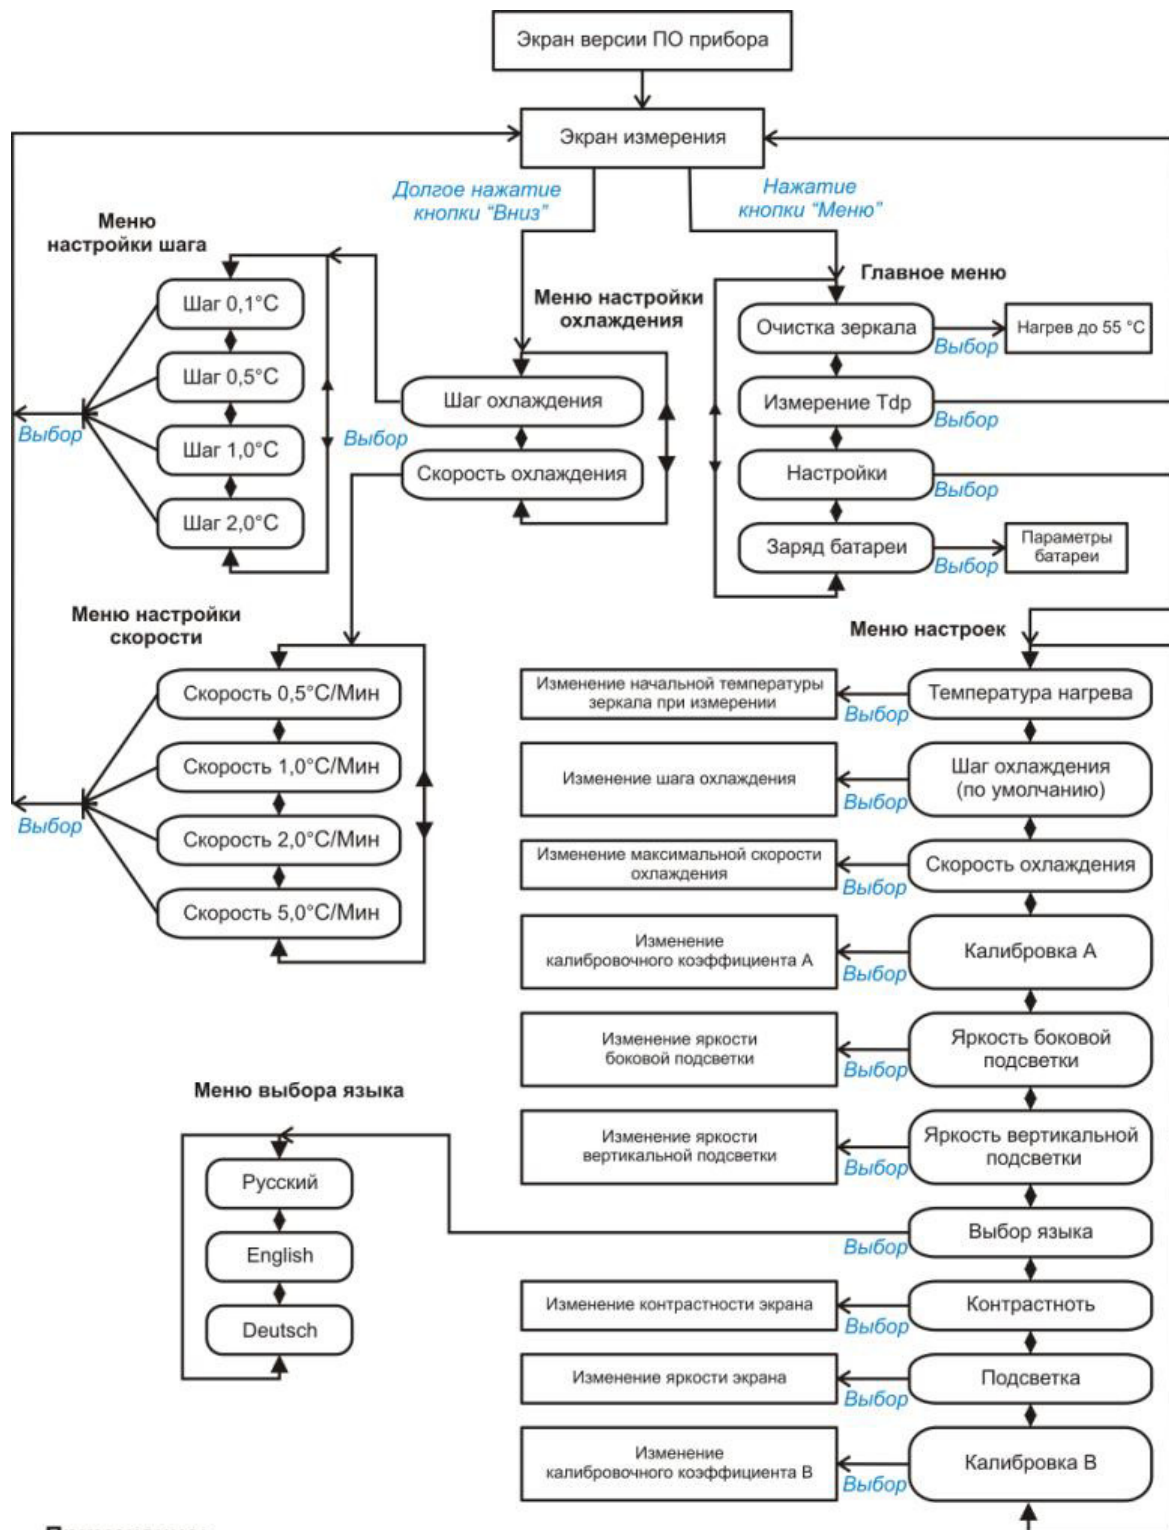 Экран версии ПО прибора
Экран измерения
Долгое нажатие
кнопки “Вниз”
Нажатие
кнопки “Меню”
Меню
настройки шага
Шаг 0,1°C
Шаг 0,5°C
Шаг 1,0°C
Шаг 2,0°C
Выбор
Меню настройки
охлаждения
Шаг охлаждения
Скорость охлаждения
Выбор
Главное меню
Очистка зеркала
Выбор
Нагрев до 55 °C
Измерение Tdp
Выбор
Настройки
Выбор
Заряд батареи
Выбор
Параметры
батареи
Меню настройки
скорости
Скорость 0,5°C/Мин
Скорость 1,0°C/Мин
Скорость 2,0°C/Мин
Скорость 5,0°C/Мин
Выбор
Меню настроек
Температура нагрева
Выбор
Изменение начальной температуры
зеркала при измерении
Шаг охлаждения
(по умолчанию)
Выбор
Изменение шага охлаждения
Скорость охлаждения
Выбор
Изменение максимальной скорости
охлаждения
Калибровка А
Выбор
Изменение
калибровочного коэффициента А
Яркость боковой
подсветки
Выбор
Изменение яркости
боковой подсветки
Яркость вертикальной
подсветки
Выбор
Изменение яркости
вертикальной подсветки
Выбор языка
Выбор
Меню выбора языка
Русский
English
Deutsch
Контрастноть
Выбор
Изменение контрастности экрана
Подсветка
Выбор
Изменение яркости экрана
Калибровка В
Выбор
Изменение
калибровочного коэффициента В